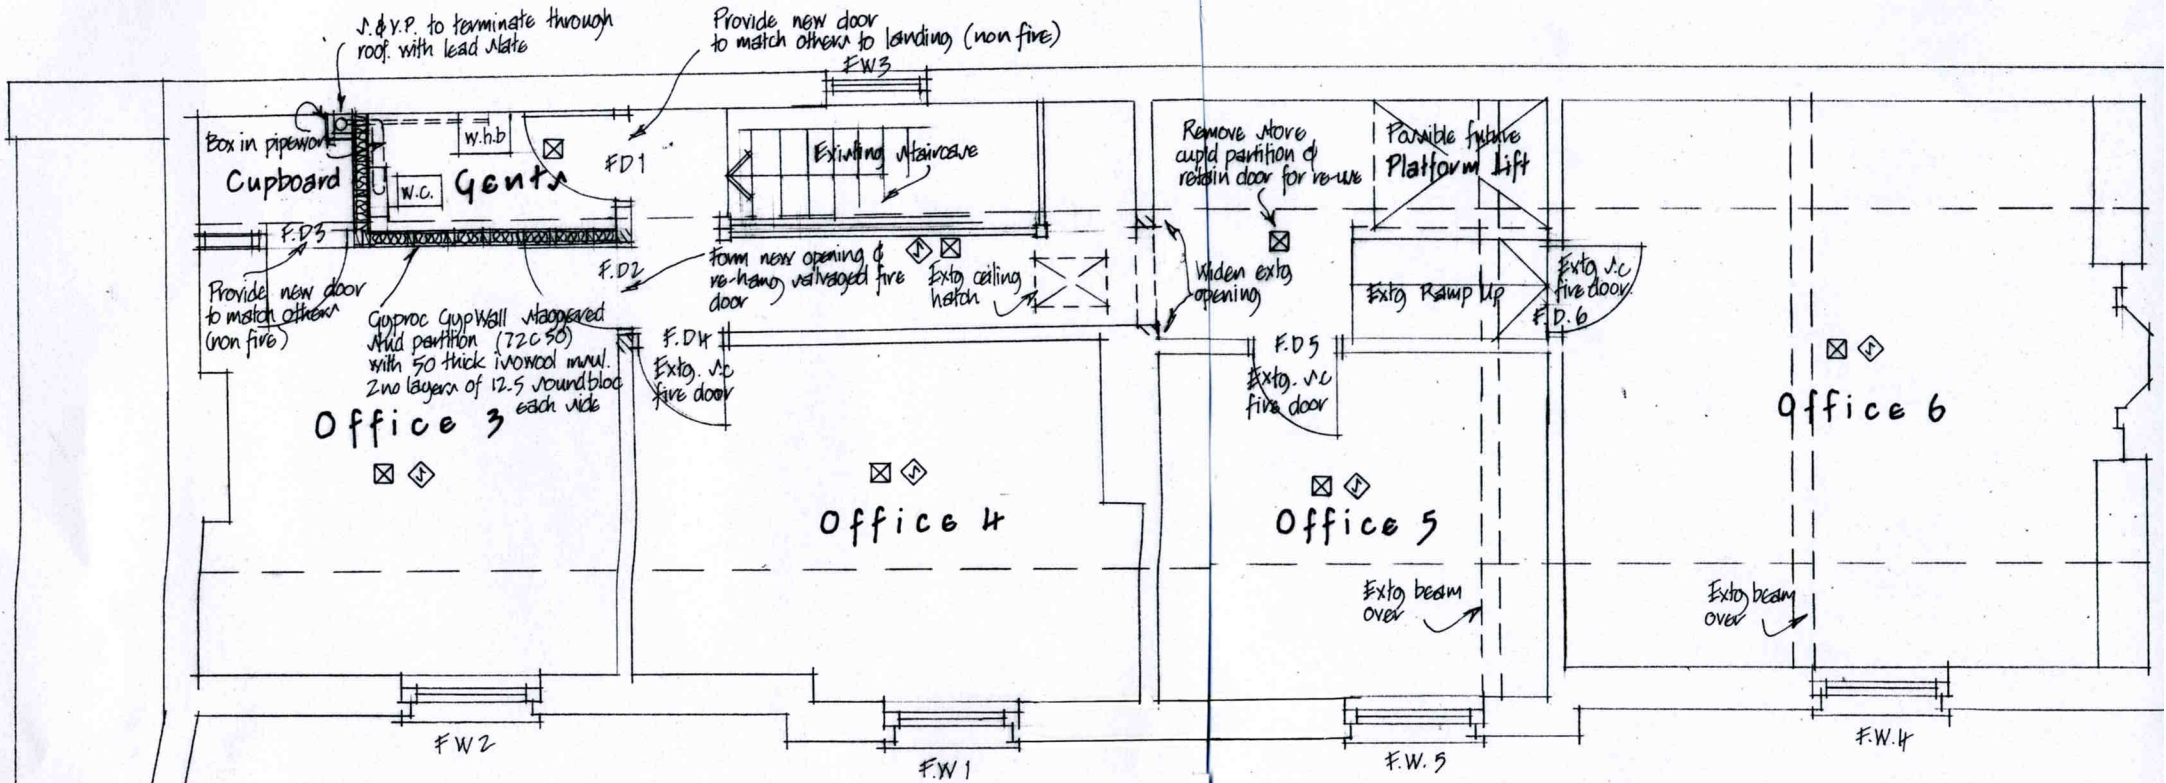 S.&V.P. to terminate through
roof with lead slate
Provide new door
to match others to landing (non fire)
FW3
Box in pipework
Cupboard
w.h.b
W.C.
Gents
FD1
Existing staircase
Remove store
cup'd partition &
retain door for re-use
Possible future
Platform Lift
F.D3
F.D2
Form new opening &
re-hang salvaged fire
door
S
Extg ceiling
hatch
Widen extg
opening
Extg Ramp Up
Extg s.c
fire door.
F.D.6
Provide new door
to match others
(non fire)
Gyproc GypWall staggered
stud partition (72C50)
with 50 thick isowool insul.
2no layers of 12.5 soundbloc
each side
F.D4
Extg. s.c
fire door
F.D5
Extg. s.c
fire door
S
Office 3
S
Office 4
S
Office 5
S
Office 6
Extg beam
over
Extg beam
over
FW2
F.W1
F.W.5
F.W.4